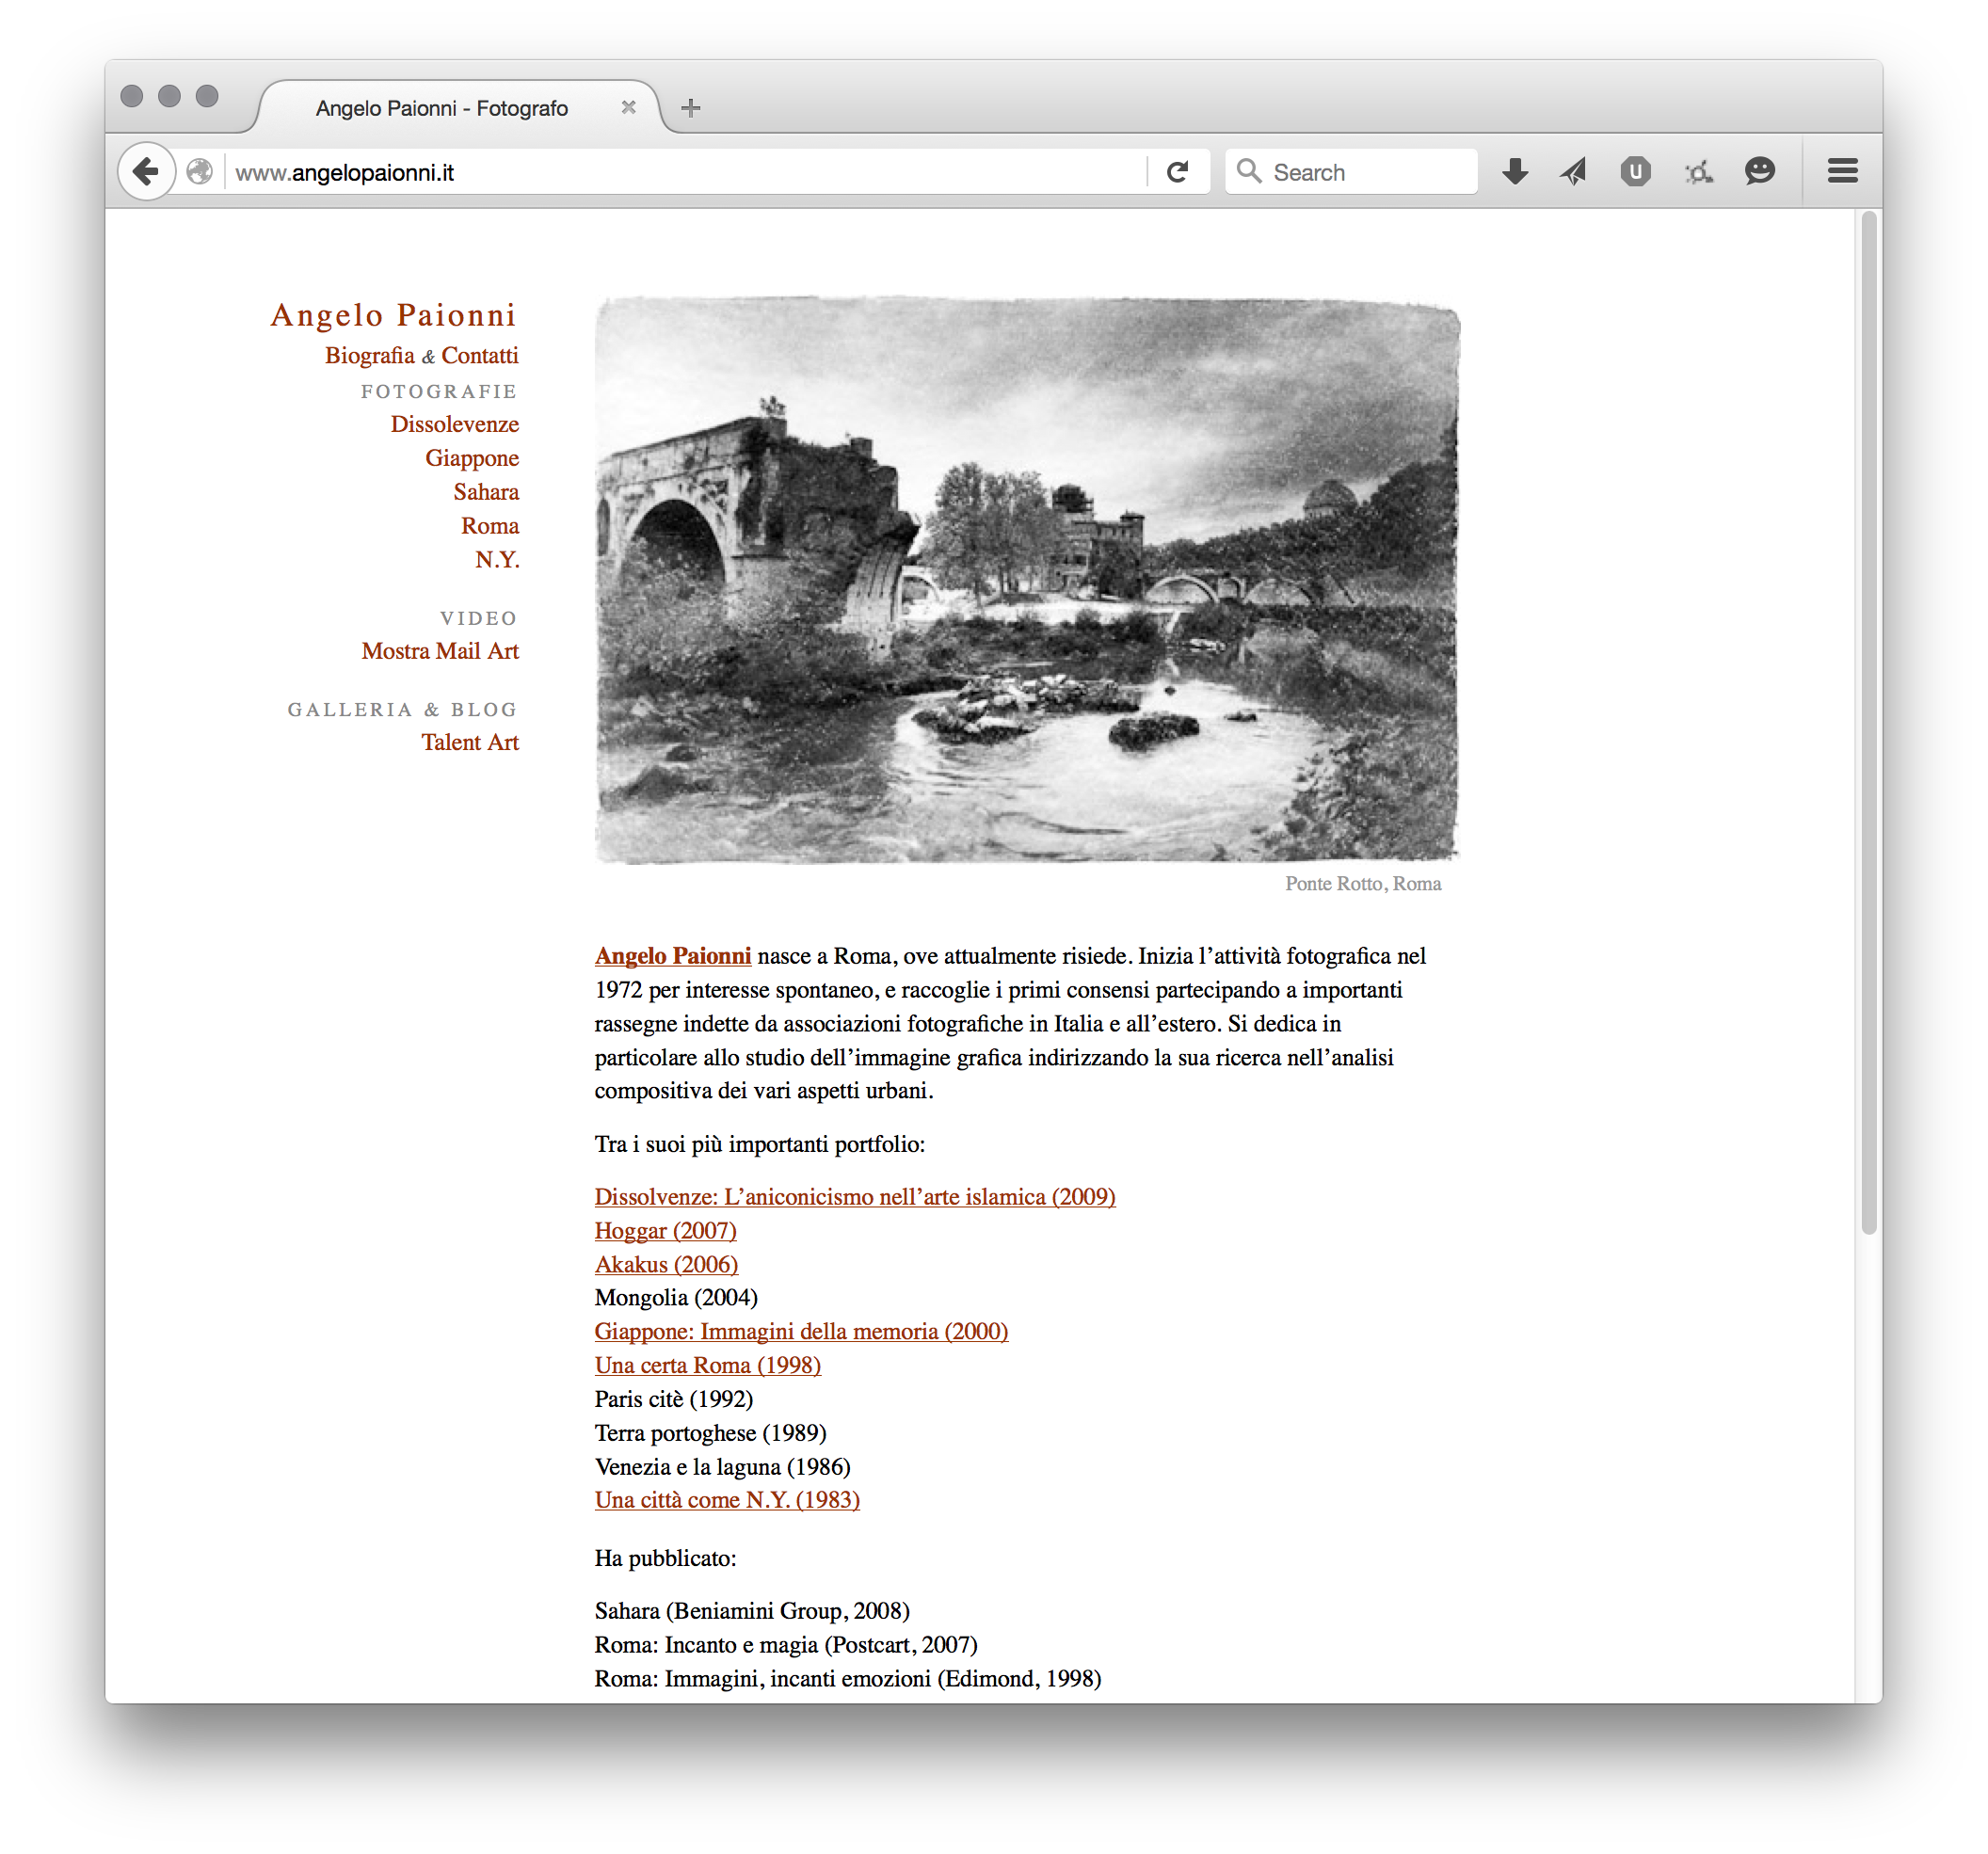 Angelo Paionni - Fotografo
www.angelopaionni.it
Search
u
Angelo Paionni
Biografia & Contatti
FOTOGRAFIE
Dissolevenze
Giappone
Sahara
Roma
N.Y.
VIDEO
Mostra Mail Art
GALLERIA & BLOG
Talent Art
Ponte Rotto, Roma
Angelo Paionni nasce a Roma, ove attualmente risiede. Inizia l’attività fotografica nel
1972 per interesse spontaneo, e raccoglie i primi consensi partecipando a importanti
rassegne indette da associazioni fotografiche in Italia e all’estero. Si dedica in
particolare allo studio dell’immagine grafica indirizzando la sua ricerca nell’analisi
compositiva dei vari aspetti urbani.
Tra i suoi più importanti portfolio:
Dissolvenze: L’aniconicismo nell’arte islamica (2009)
Hoggar (2007)
Akakus (2006)
Mongolia (2004)
Giappone: Immagini della memoria (2000)
Una certa Roma (1998)
Paris citè (1992)
Terra portoghese (1989)
Venezia e la laguna (1986)
Una città come N.Y. (1983)
Ha pubblicato:
Sahara (Beniamini Group, 2008)
Roma: Incanto e magia (Postcart, 2007)
Roma: Immagini, incanti emozioni (Edimond, 1998)